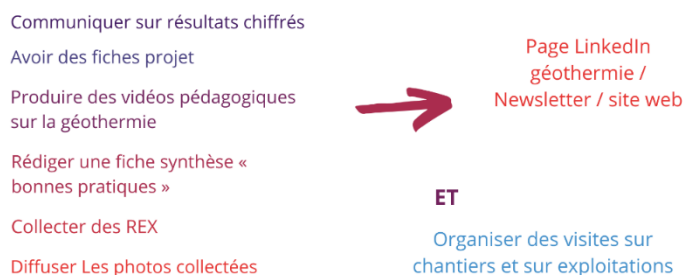 Communiquer sur résultats chiffrés
Avoir des fiches projet
Produire des vidéos pédagogiques
sur la géothermie
Rédiger une fiche synthèse «
bonnes pratiques »
Collecter des REX
Diffuser Les photos collectées
Page LinkedIn
géothermie /
Newsletter / site web
ET
Organiser des visites sur
chantiers et sur exploitations